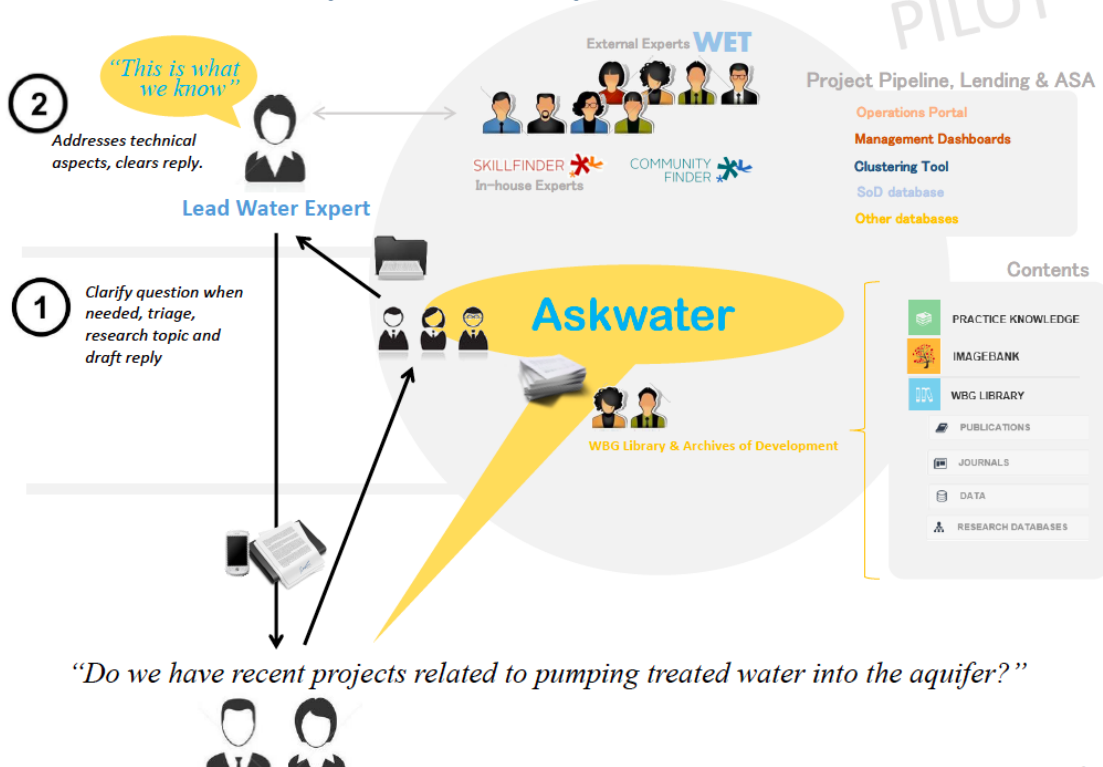 PILOT
External Experts WET
Project Pipeline, Lending & ASA
Operations Portal
Management Dashboards
Clustering Tool
SoD database
Other databases
“This is what
we know”
2
Addresses technical
aspects, clears reply.
SKILLFINDER
In-house Experts
COMMUNITY
FINDER
Lead Water Expert
1
Clarify question when
needed, triage,
research topic and
draft reply
Askwater
WBG Library & Archives of Development
Contents
PRACTICE KNOWLEDGE
IMAGEBANK
WBG LIBRARY
PUBLICATIONS
JOURNALS
DATA
RESEARCH DATABASES
“Do we have recent projects related to pumping treated water into the aquifer?”